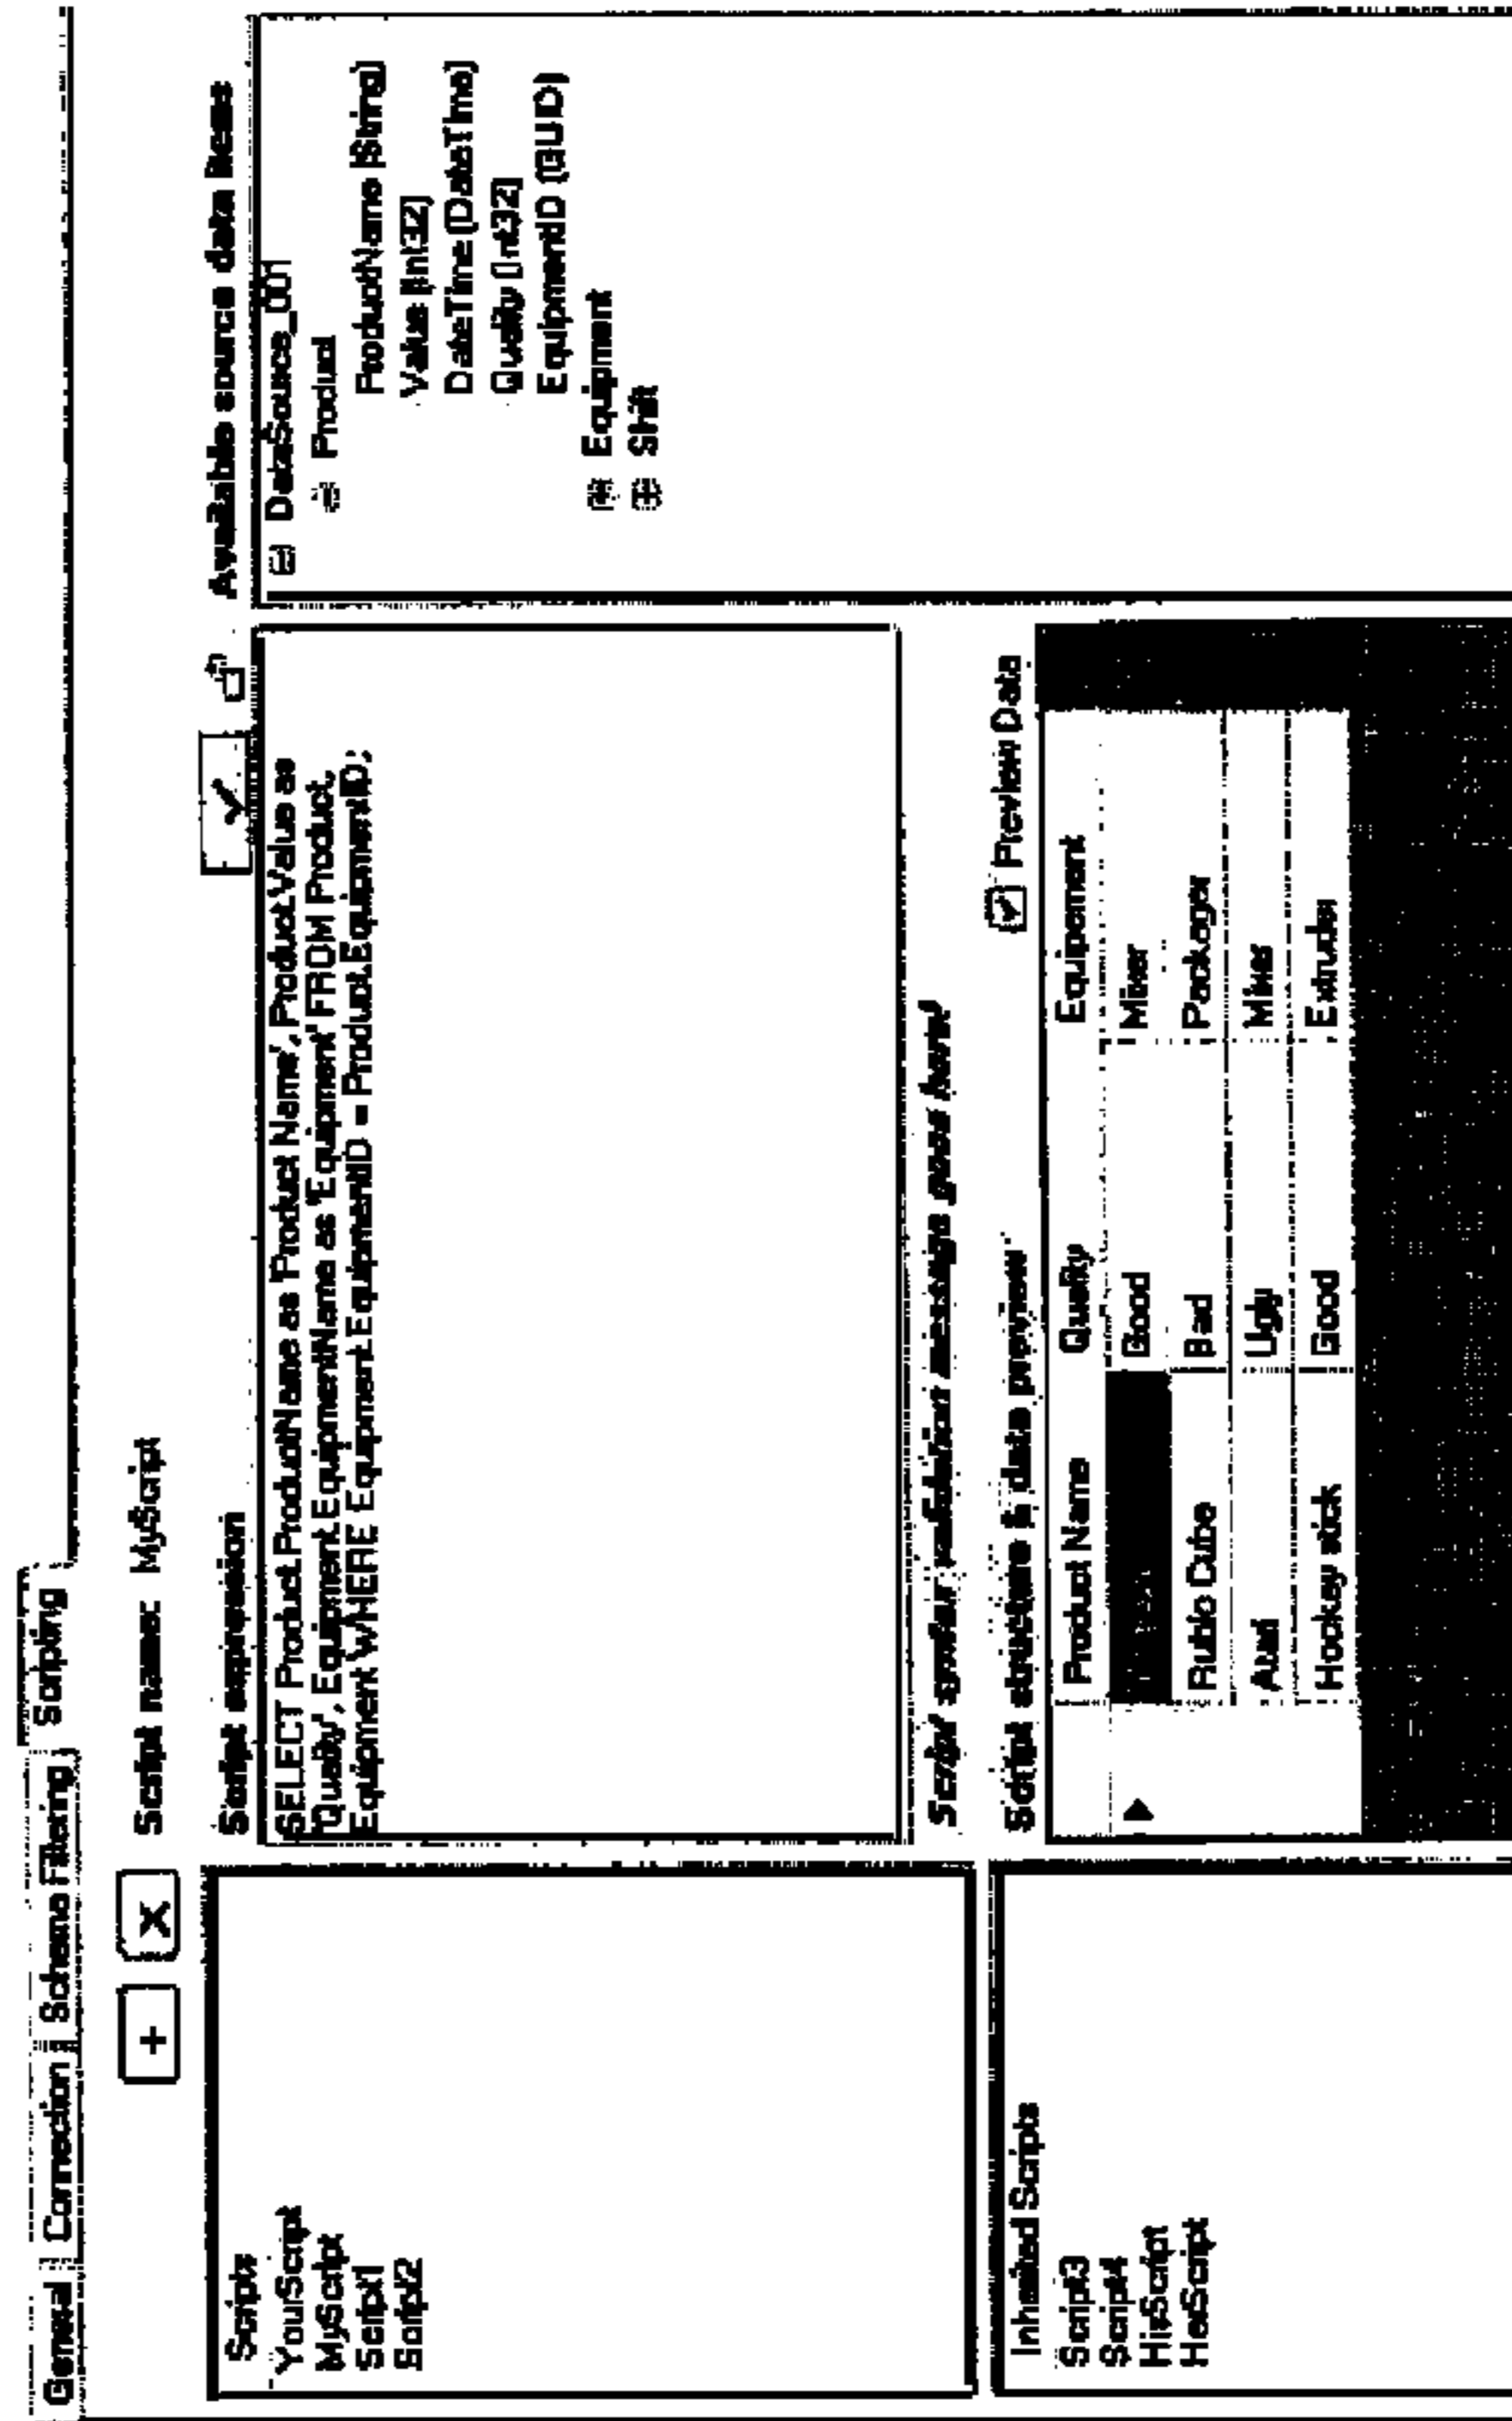 General Connection Schema Filtering Scripting
+ X
Script name: MyScript
Scripts
YourScript
MyScript
Script1
Script2
Inherited Scripts
Script3
Script4
HisScript
HerScript
Script expression
SELECT Product.ProductName as 'Product Name', Product.Value as
'Quality', Equipment.EquipmentName as 'Equipment' FROM Product,
Equipment WHERE Equipment.EquipmentID = Product.EquipmentID;
Script syntax validation message goes here!
Script structure & data preview
Preview Data
Product Name Quality Equipement
Good Mixer
Rubic Cube Bad Packager
Ugly Mixer
Hockey stick Good Extruder
Available source data items
DataSource_001
Product
ProductName (String)
Value (Int32)
DateTime (DateTime)
Quality (Int32)
EquipmentID (GUID)
Equipment
Shift